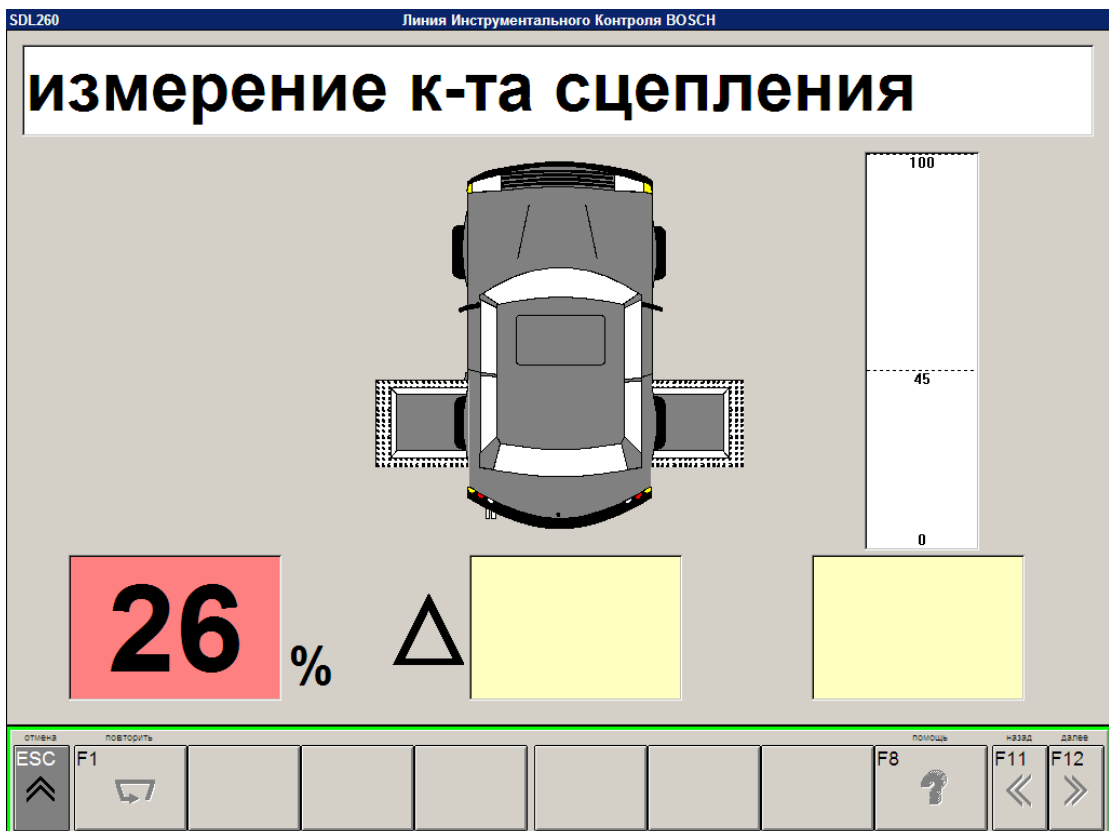 SDL260 Линия Инструментального Контроля BOSCH
измерение к-та сцепления
100
45
0
26 % Δ
отмена повторить помощь назад далее
ESC F1 F8 F11 F12